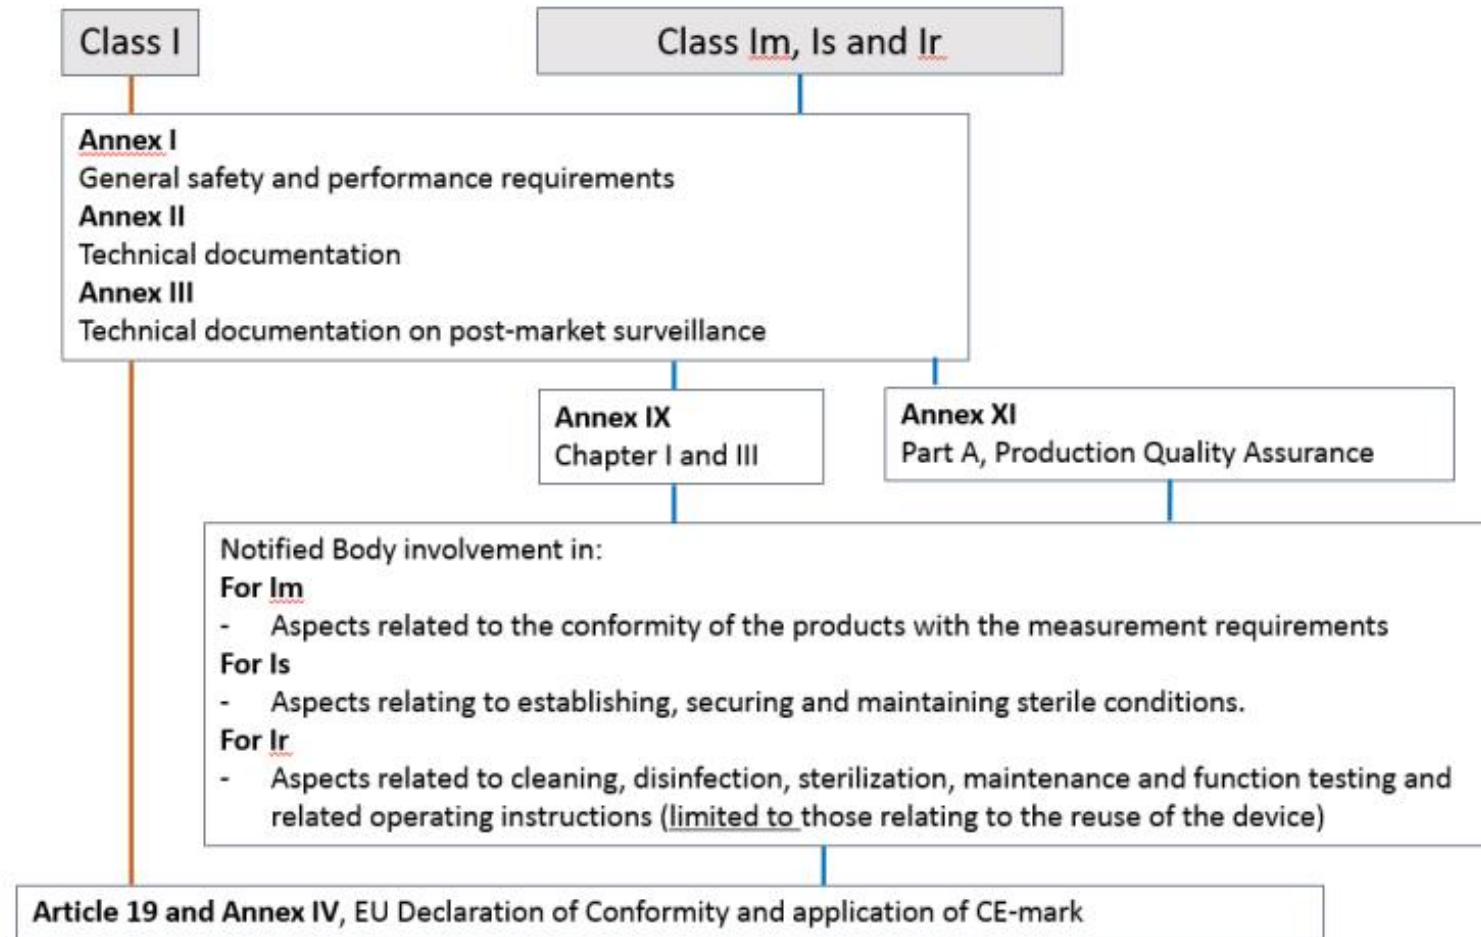 Class I
Class Im, Is and Ir
Annex I
General safety and performance requirements
Annex II
Technical documentation
Annex III
Technical documentation on post-market surveillance
Annex IX
Chapter I and III
Annex XI
Part A, Production Quality Assurance
Notified Body involvement in:
For Im
- Aspects related to the conformity of the products with the measurement requirements
For Is
- Aspects relating to establishing, securing and maintaining sterile conditions.
For Ir
- Aspects related to cleaning, disinfection, sterilization, maintenance and function testing and
related operating instructions (limited to those relating to the reuse of the device)
Article 19 and Annex IV, EU Declaration of Conformity and application of CE-mark